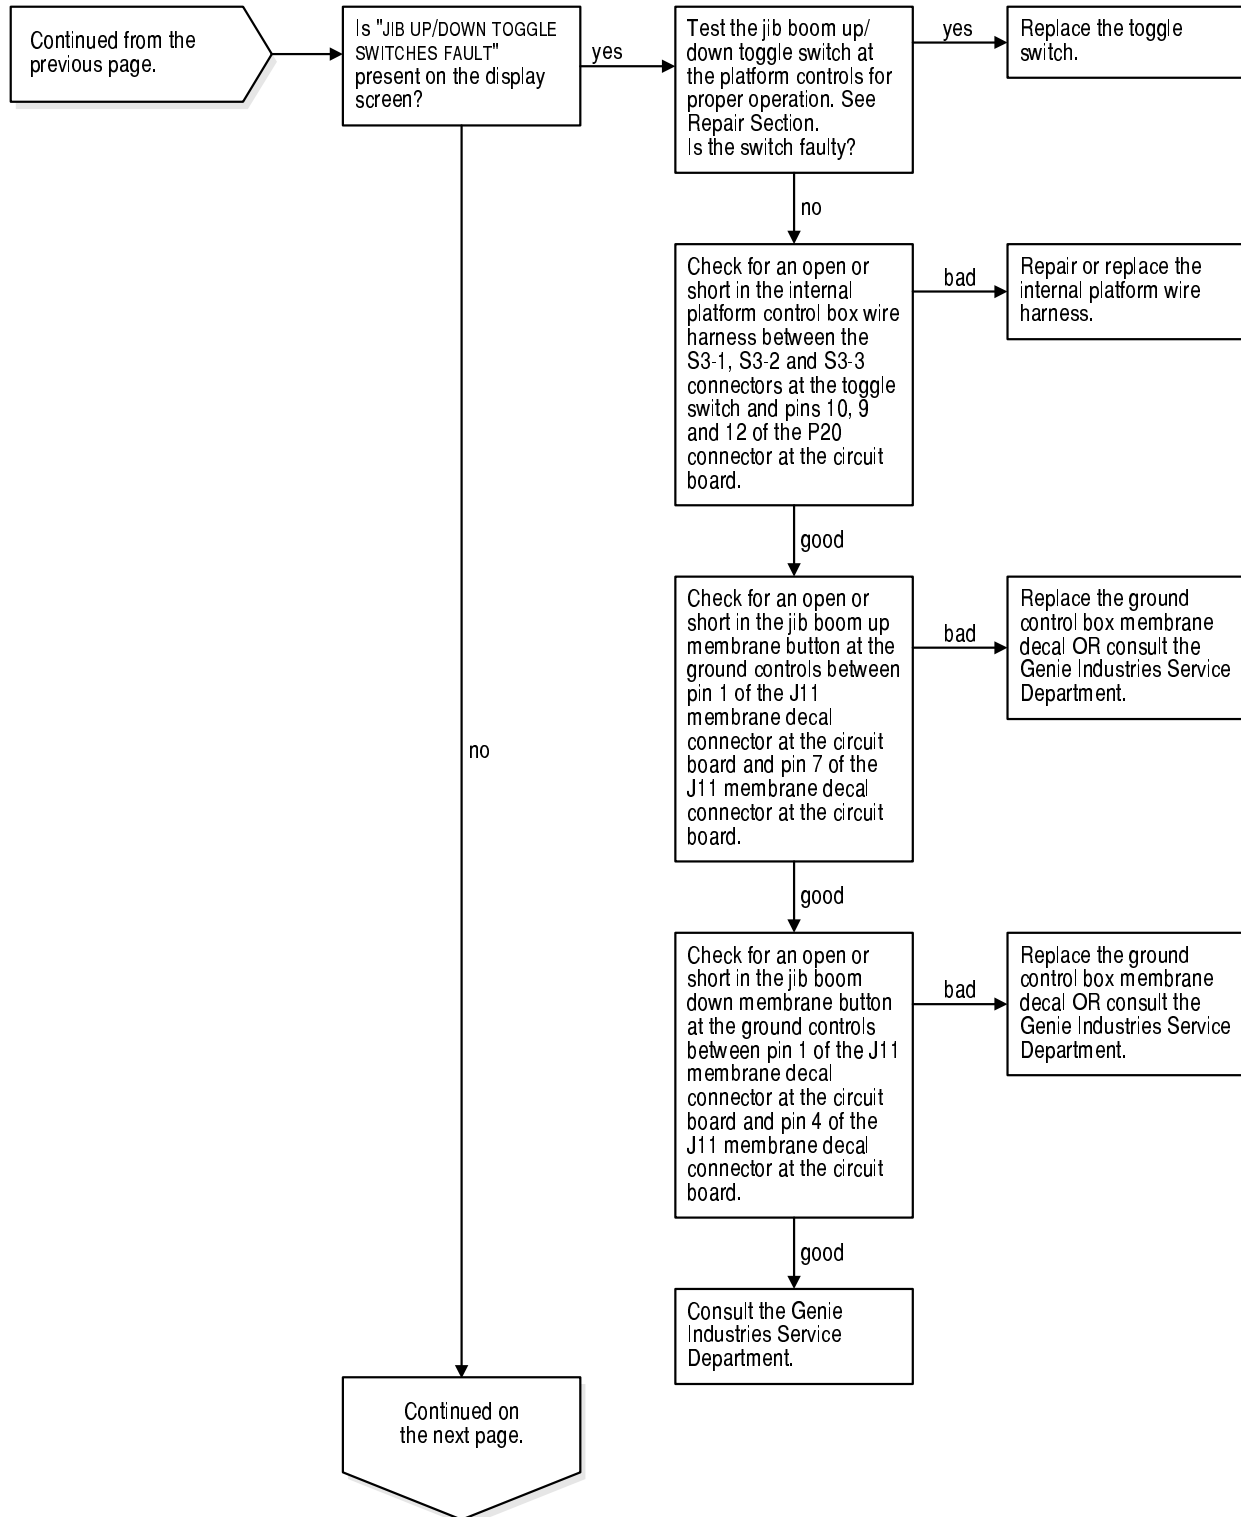 Continued from the
previous page.
Is "JIB UP/DOWN TOGGLE
SWITCHES FAULT"
present on the display
screen?
yes
Test the jib boom up/
down toggle switch at
the platform controls for
proper operation. See
Repair Section.
Is the switch faulty?
yes
Replace the toggle
switch.
no
Check for an open or
short in the internal
platform control box wire
harness between the
S3-1, S3-2 and S3-3
connectors at the toggle
switch and pins 10, 9
and 12 of the P20
connector at the circuit
board.
bad
Repair or replace the
internal platform wire
harness.
good
Check for an open or
short in the jib boom up
membrane button at the
ground controls between
pin 1 of the J11
membrane decal
connector at the circuit
board and pin 7 of the
J11 membrane decal
connector at the circuit
board.
bad
Replace the ground
control box membrane
decal OR consult the
Genie Industries Service
Department.
no
good
Check for an open or
short in the jib boom
down membrane button
at the ground controls
between pin 1 of the J11
membrane decal
connector at the circuit
board and pin 4 of the
J11 membrane decal
connector at the circuit
board.
bad
Replace the ground
control box membrane
decal OR consult the
Genie Industries Service
Department.
good
Consult the Genie
Industries Service
Department.
Continued on
the next page.